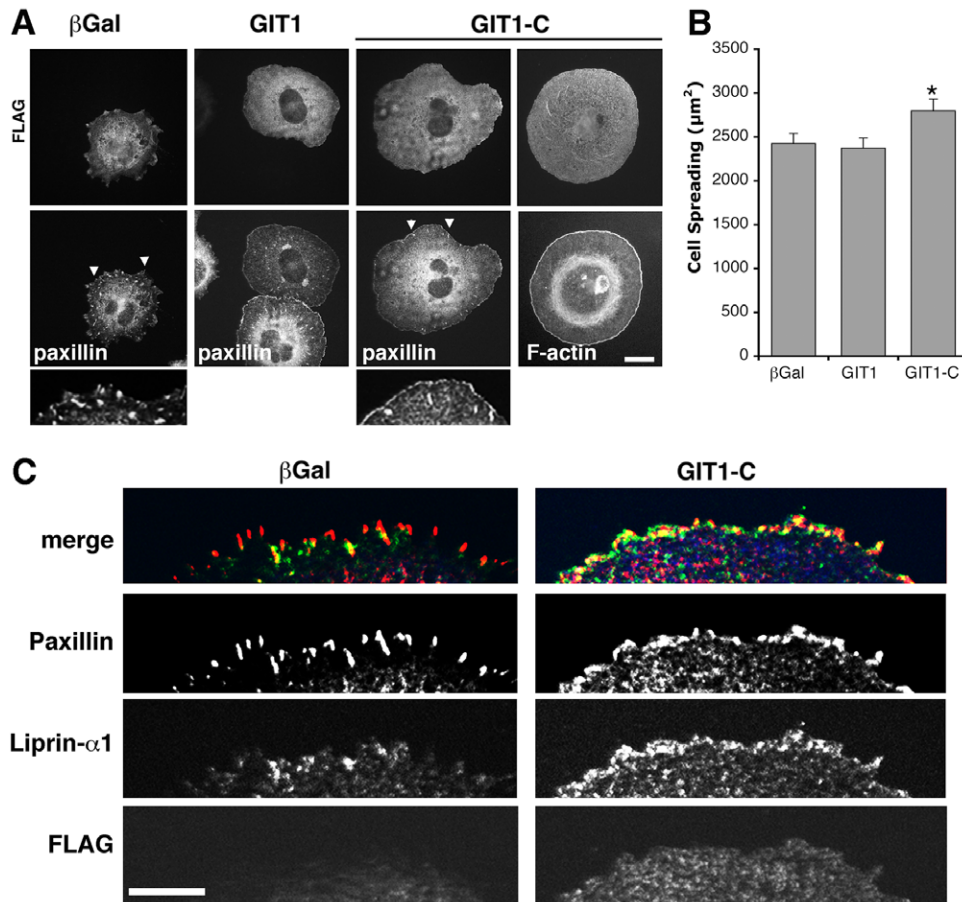 A
βGal
GIT1
GIT1-C
FLAG
paxillin
paxillin
paxillin
F-actin
B
Cell Spreading (μm²)
3500
3000
2500
2000
1500
1000
500
0
*
βGal
GIT1
GIT1-C
C
βGal
GIT1-C
merge
Paxillin
Liprin-α1
FLAG